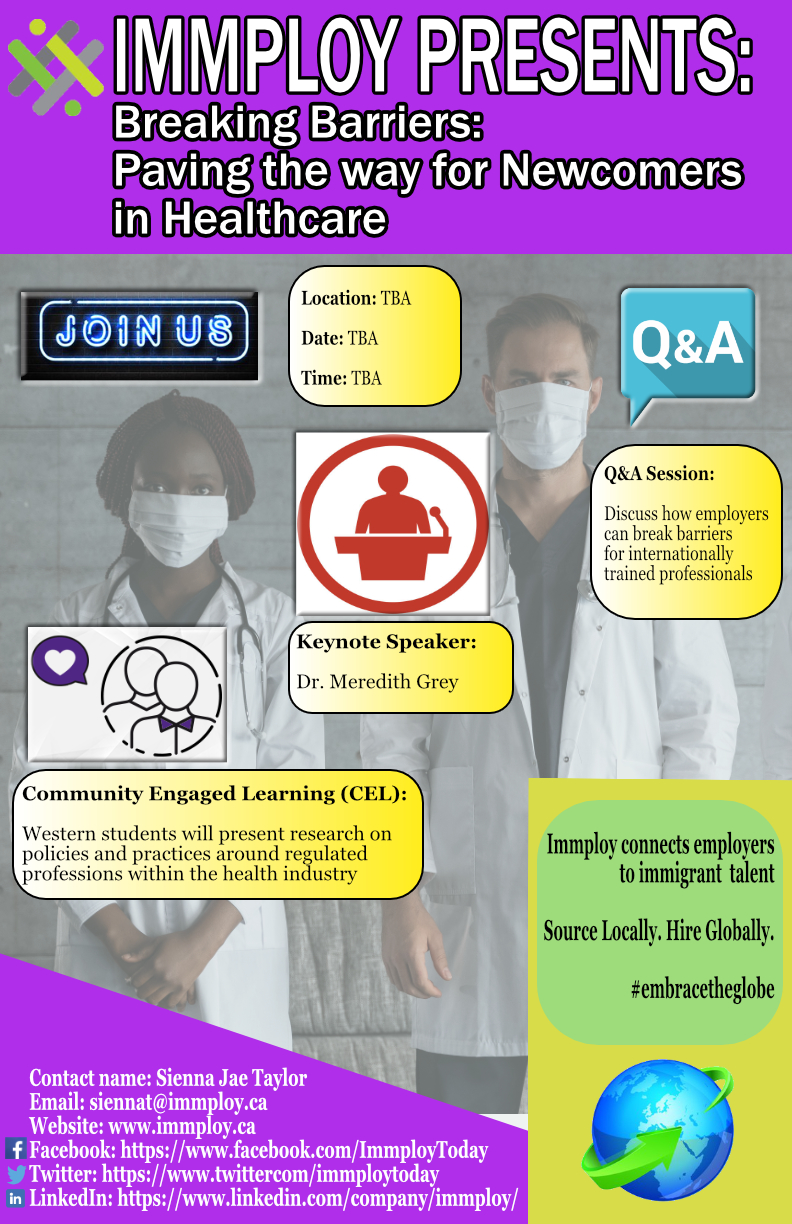 IMMPLOY PRESENTS:
Breaking Barriers:
Paving the way for Newcomers
in Healthcare
JOIN US
Location: TBA
Date: TBA
Time: TBA
Q&A
Q&A Session:
Discuss how employers
can break barriers
for internationally
trained professionals
Keynote Speaker:
Dr. Meredith Grey
Community Engaged Learning (CEL):
Western students will present research on
policies and practices around regulated
professions within the health industry
Immploy connects employers
to immigrant talent
Source Locally. Hire Globally.
#embracetheglobe
Contact name: Sienna Jae Taylor
Email: siennat@immploy.ca
Website: www.immploy.ca
f Facebook: https://www.facebook.com/ImmployToday
Twitter: https://www.twittercom/immploytoday
in LinkedIn: https://www.linkedin.com/company/immploy/